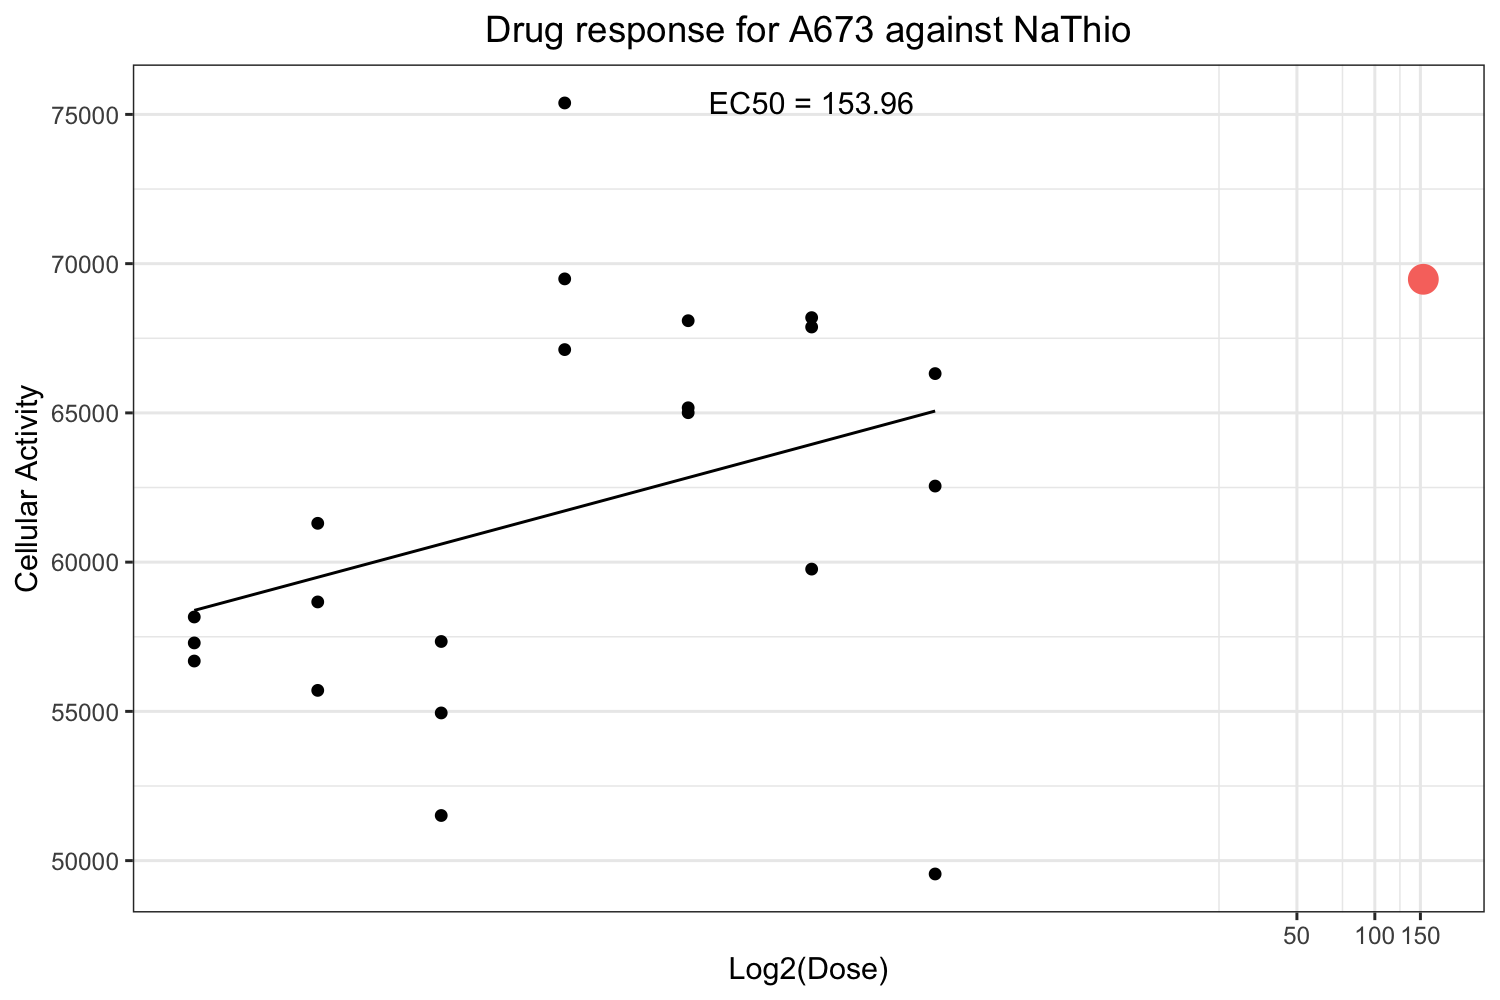 Drug response for A673 against NaThio
EC50 = 153.96
75000
70000
65000
60000
55000
50000
Cellular Activity
50 100 150
Log2(Dose)